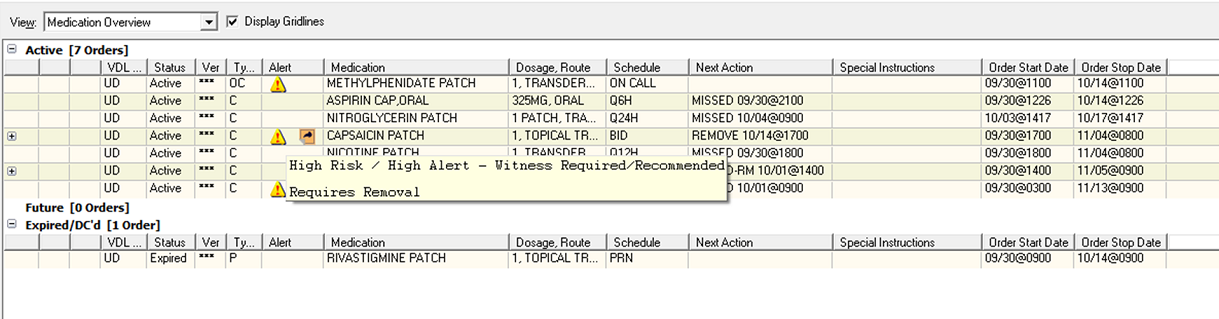 View: Medication Overview Display Gridlines
Active [7 Orders]
VDL ... Status Ver Ty... Alert Medication Dosage, Route Schedule Next Action Special Instructions Order Start Date Order Stop Date
UD Active *** OC METHYLPHENIDATE PATCH 1, TRANSDER... ON CALL 09/30@1100 10/14@1100
UD Active *** C ASPIRIN CAP,ORAL 325MG, ORAL Q6H MISSED 09/30@2100 09/30@1226 10/14@1226
UD Active *** C NITROGLYCERIN PATCH 1 PATCH, TRA... Q24H MISSED 10/04@0900 10/03@1417 10/17@1417
UD Active *** C CAPSAICIN PATCH 1, TOPICAL TR... BID REMOVE 10/14@1700 09/30@1700 11/04@0800
UD Active *** C NICOTINE PATCH 1, TRANSDER... Q12H MISSED 09/30@1800 09/30@1800 11/04@0800
High Risk / High Alert - Witness Required/Recommended
UD Active *** C D-RM 10/01@1400 09/30@1400 11/05@0900
Requires Removal
UD Active *** C 10/01@0900 09/30@0300 11/13@0900
Future [0 Orders]
Expired/DC'd [1 Order]
VDL ... Status Ver Ty... Alert Medication Dosage, Route Schedule Next Action Special Instructions Order Start Date Order Stop Date
UD Expired *** P RIVASTIGMINE PATCH 1, TOPICAL TR... PRN 09/30@0900 10/14@0900